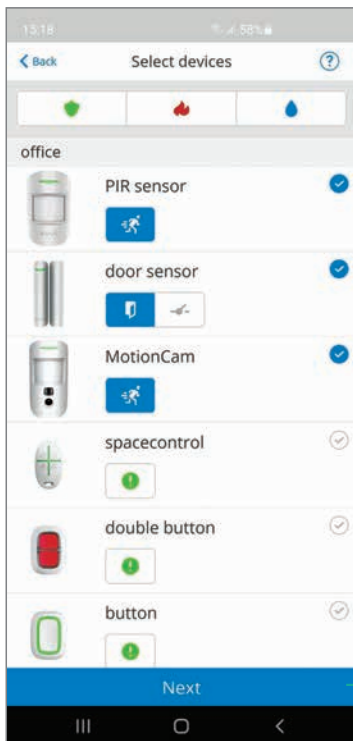 15:18 58%
Back Select devices ?
office
PIR sensor
door sensor
MotionCam
spacecontrol
double button
button
Next